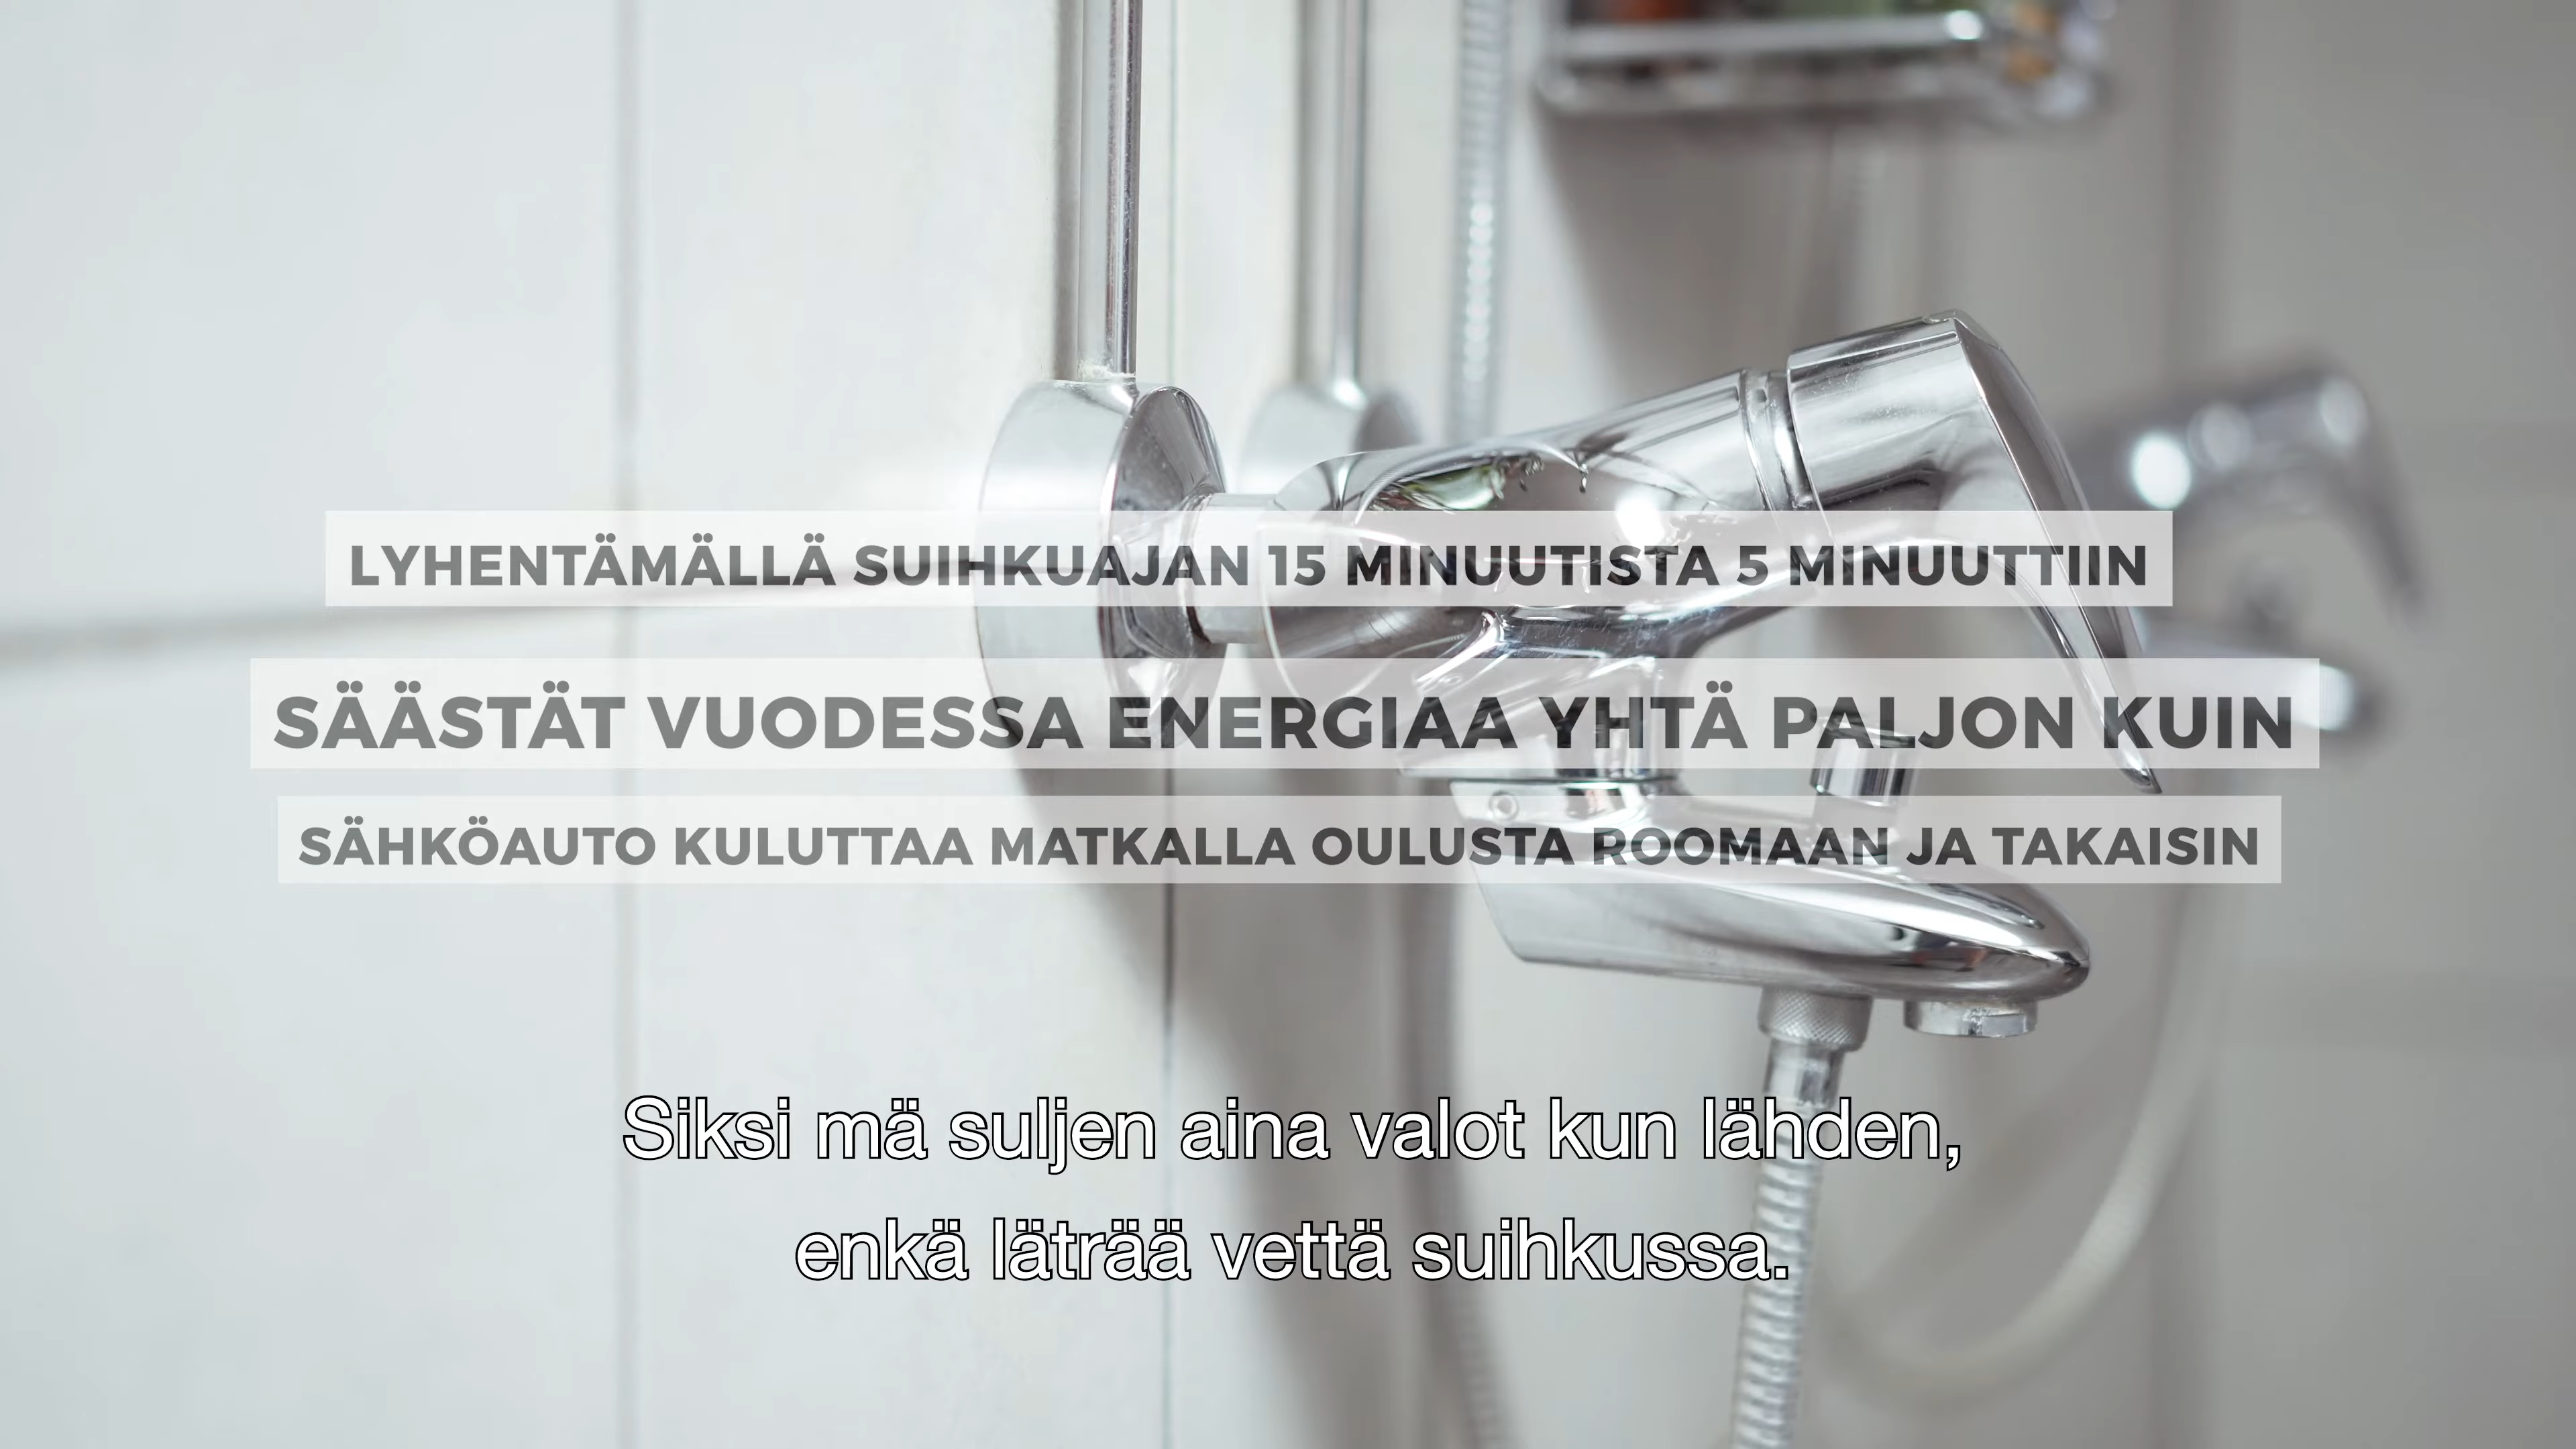 LYHENTÄMÄLLÄ SUIHKUAJAN 15 MINUUTISTA 5 MINUUTTIIN
SÄÄSTÄT VUODESSA ENERGIAA YHTÄ PALJON KUIN
SÄHKÖAUTO KULUTTAA MATKALLA OULUSTA ROOMAAN JA TAKAISIN
Siksi mä suljen aina valot kun lähden,
enkä läträä vettä suihkussa.